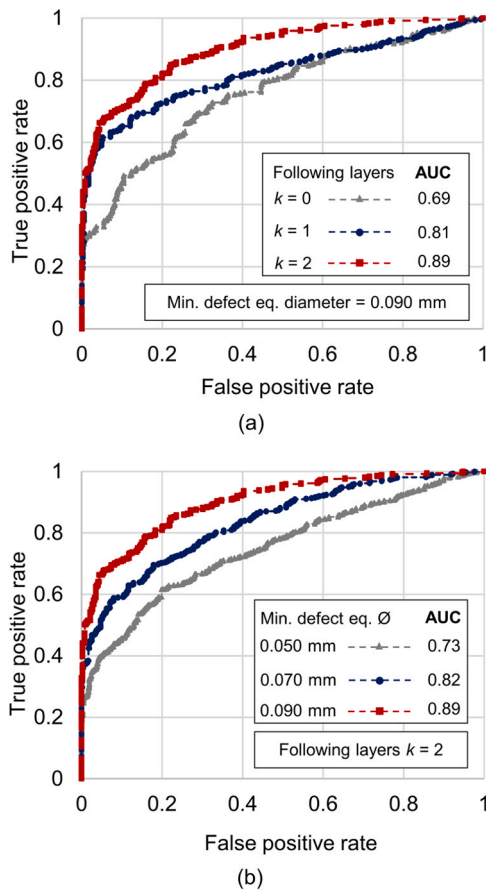 1
0.8
0.6
0.4
0.2
0
True positive rate
Following layers AUC
k = 0 0.69
k = 1 0.81
k = 2 0.89
Min. defect eq. diameter = 0.090 mm
0 0.2 0.4 0.6 0.8 1
False positive rate
(a)
1
0.8
0.6
0.4
0.2
0
True positive rate
Min. defect eq. Ø AUC
0.050 mm 0.73
0.070 mm 0.82
0.090 mm 0.89
Following layers k = 2
0 0.2 0.4 0.6 0.8 1
False positive rate
(b)